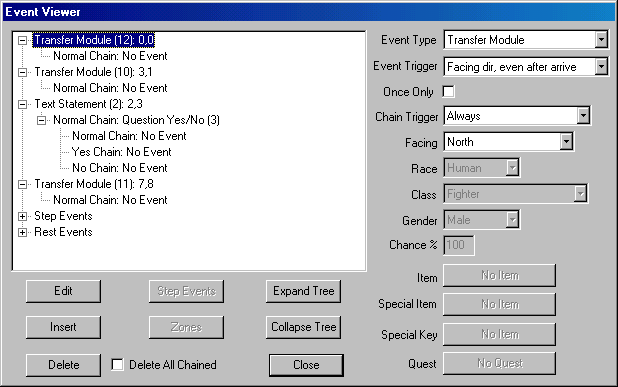 Event Viewer
Transfer Module (12): 0,0
Normal Chain: No Event
Transfer Module (10): 3,1
Normal Chain: No Event
Text Statement (2): 2,3
Normal Chain: Question Yes/No (3)
Normal Chain: No Event
Yes Chain: No Event
No Chain: No Event
Transfer Module (11): 7,8
Normal Chain: No Event
Step Events
Rest Events
Event Type Transfer Module
Event Trigger Facing dir, even after arrive
Once Only
Chain Trigger Always
Facing North
Race Human
Class Fighter
Gender Male
Chance % 100
Item No Item
Special Item No Item
Special Key No Item
Quest No Quest
Edit Step Events Expand Tree
Insert Zones Collapse Tree
Delete Delete All Chained Close